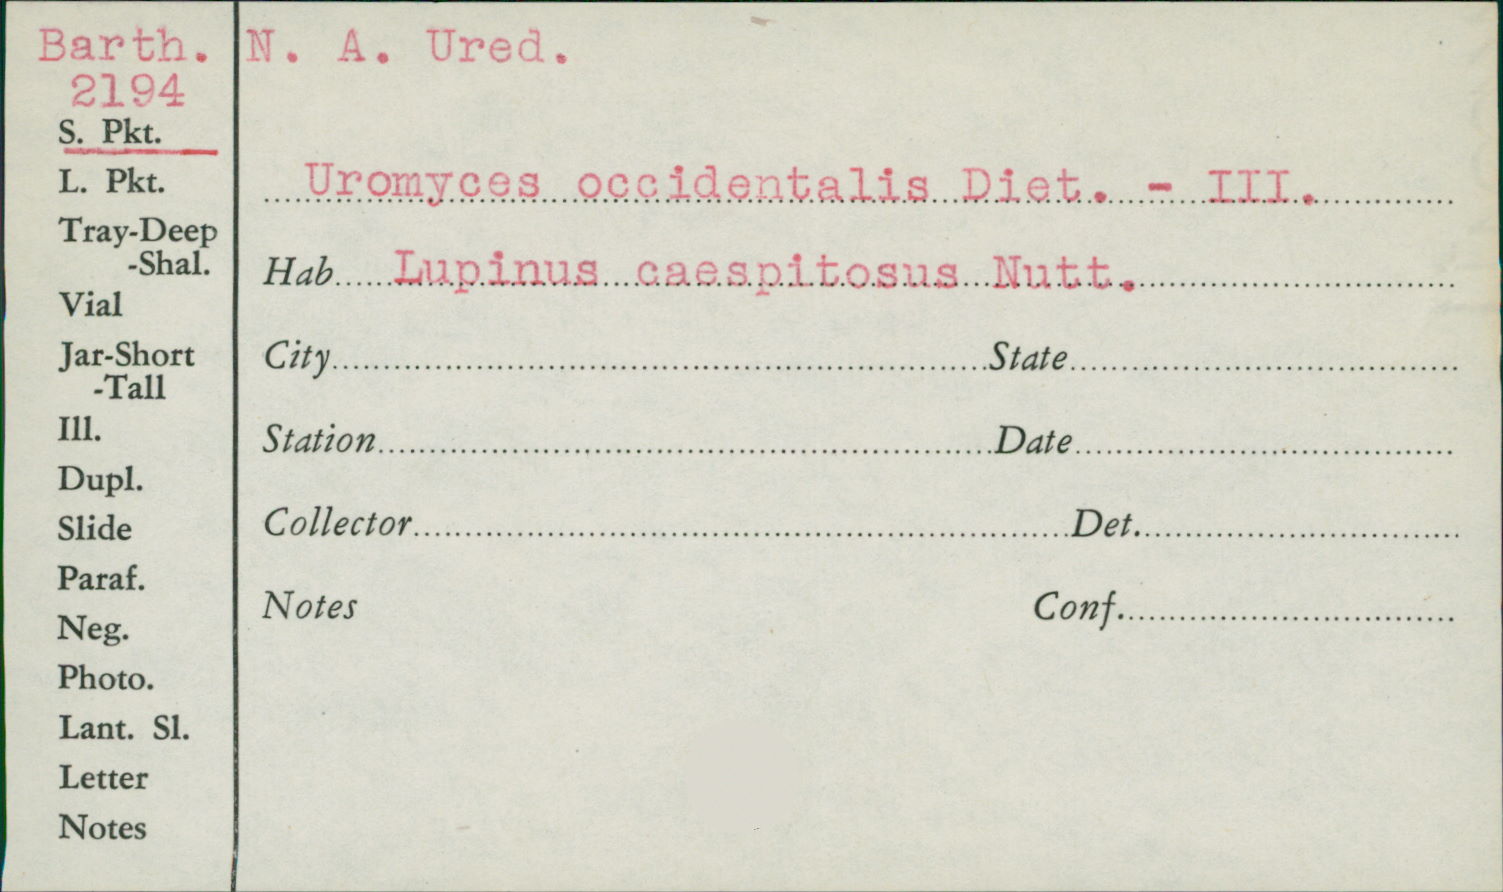 Barth. N. A. Ured.
2194
S. Pkt.
L. Pkt.
Uromyces occidentalis Diet. - III.
Tray-Deep
-Shal.
Hab Lupinus caespitosus Nutt.
Vial
Jar-Short
-Tall
City State
Ill.
Station Date
Dupl.
Slide
Collector Det.
Paraf.
Neg.
Notes Conf.
Photo.
Lant. Sl.
Letter
Notes